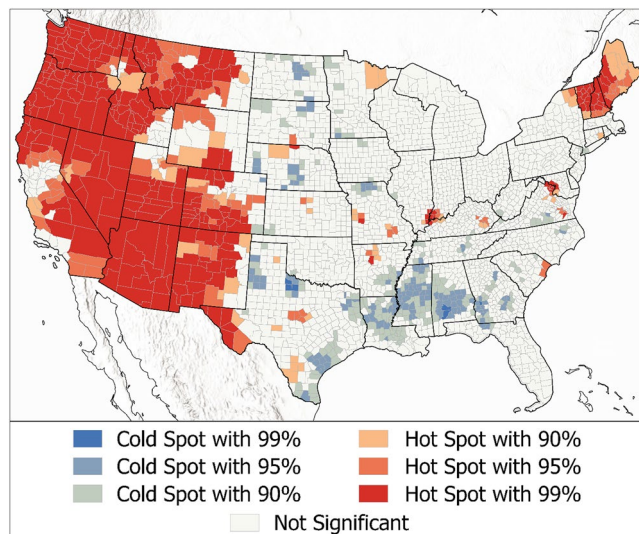 Cold Spot with 99% Hot Spot with 90%
Cold Spot with 95% Hot Spot with 95%
Cold Spot with 90% Hot Spot with 99%
Not Significant